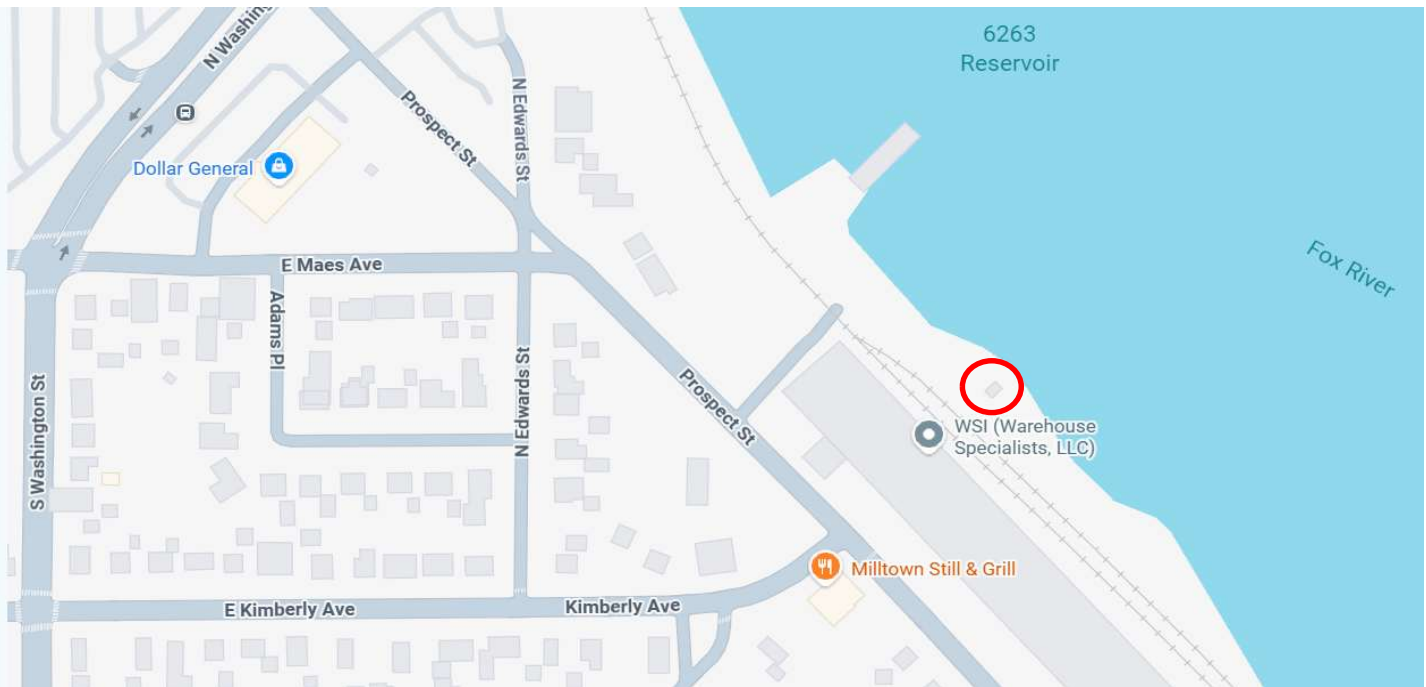 6263
Reservoir
N Washin
Prospect St
N Edwards St
Dollar General
Fox River
E Maes Ave
Adams Pl
N Edwards St
Prospect St
S Washington St
WSI (Warehouse
Specialists, LLC)
Milltown Still & Grill
E Kimberly Ave
Kimberly Ave